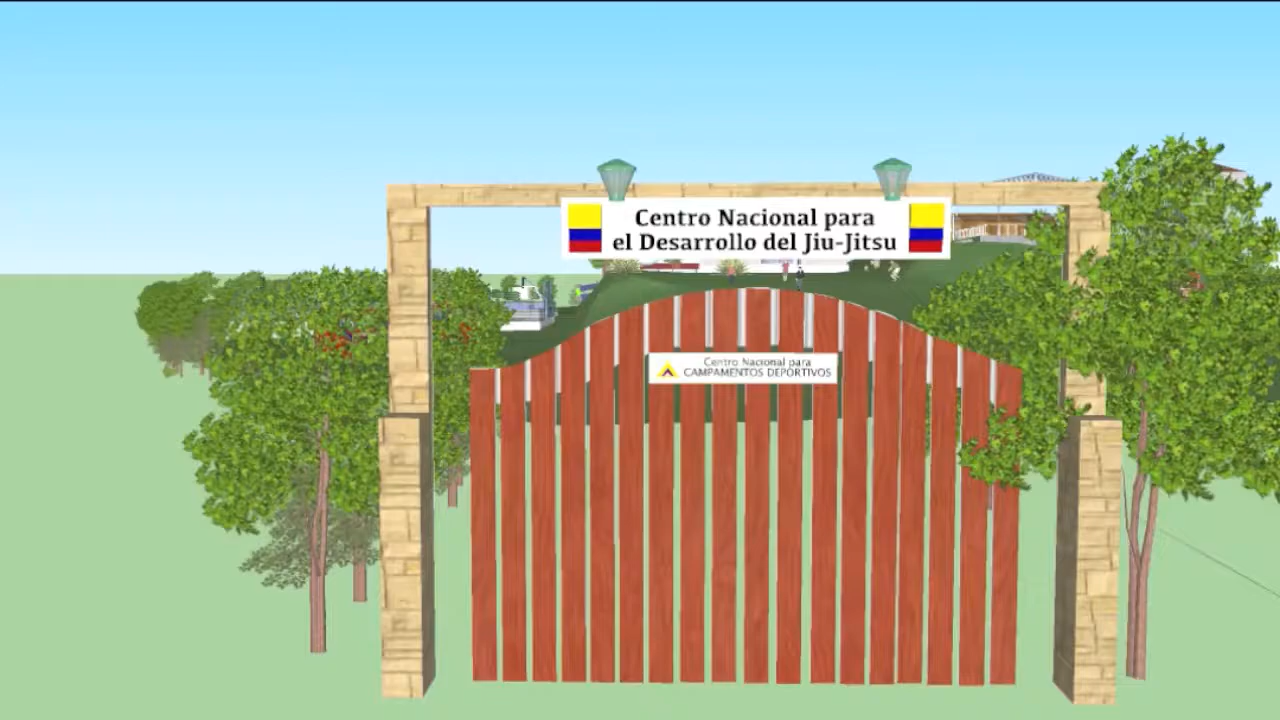 Centro Nacional para
el Desarrollo del Jiu-Jitsu
Centro Nacional para
CAMPAMENTOS DEPORTIVOS